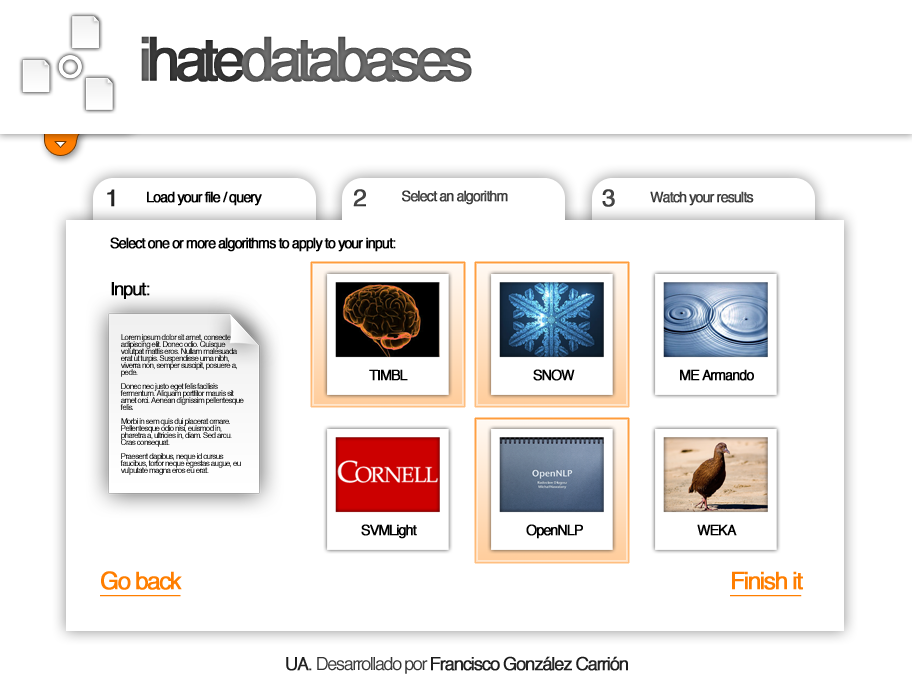 ihatedatabases
1 Load your file / query
2 Select an algorithm
3 Watch your results
Select one or more algorithms to apply to your input:
Input:
Lorem ipsum dolor sit amet, consecte
adipiscing elit. Donec odio. Quisque
volutpat mattis eros. Nullam malesuada
erat ut turpis. Suspendisse urna nibh,
viverra non, semper suscipit, posuere a,
pede.
Donec nec justo eget felis facilisis
fermentum. Aliquam porttitor mauris sit
amet orci. Aenean dignissim pellentesque
felis.
Morbi in sem quis dui placerat ornare.
Pellentesque odio nisi, euismod in,
pharetra a, ultricies in, diam. Sed arcu.
Cras consequat.
Praesent dapibus, neque id cursus
faucibus, tortor neque egestas augue, eu
vulputate magna eros eu erat.
TIMBL
SNOW
ME Armando
CORNELL
SVMLight
OpenNLP
OpenNLP
WEKA
Go back
Finish it
UA. Desarrollado por Francisco González Carrión